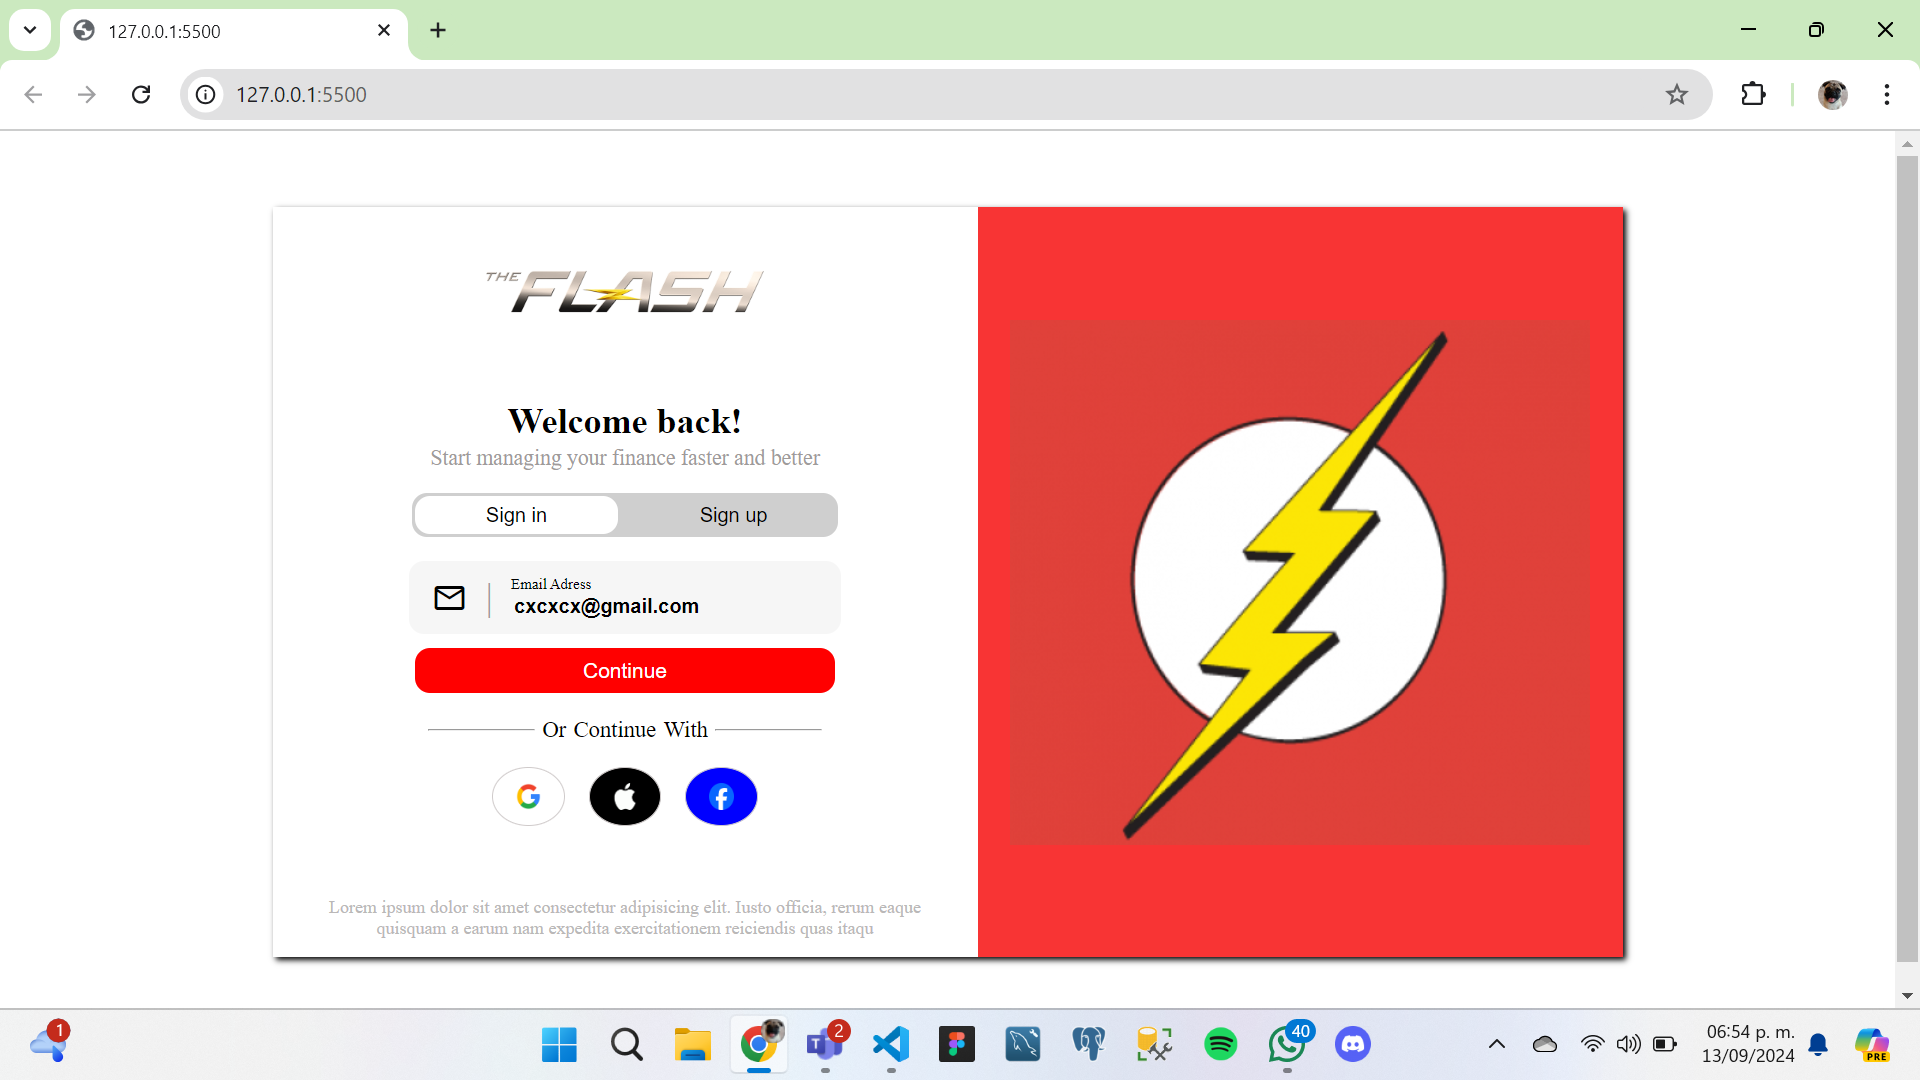 127.0.0.1:5500
127.0.0.1:5500
THE FLASH
Welcome back!
Start managing your finance faster and better
Sign in
Sign up
Email Adress
cxcxcx@gmail.com
Continue
Or Continue With
Lorem ipsum dolor sit amet consectetur adipisicing elit. Iusto officia, rerum eaque
quisquam a earum nam expedita exercitationem reiciendis quas itaqu
1
T
2
40
06:54 p. m.
13/09/2024
PRE